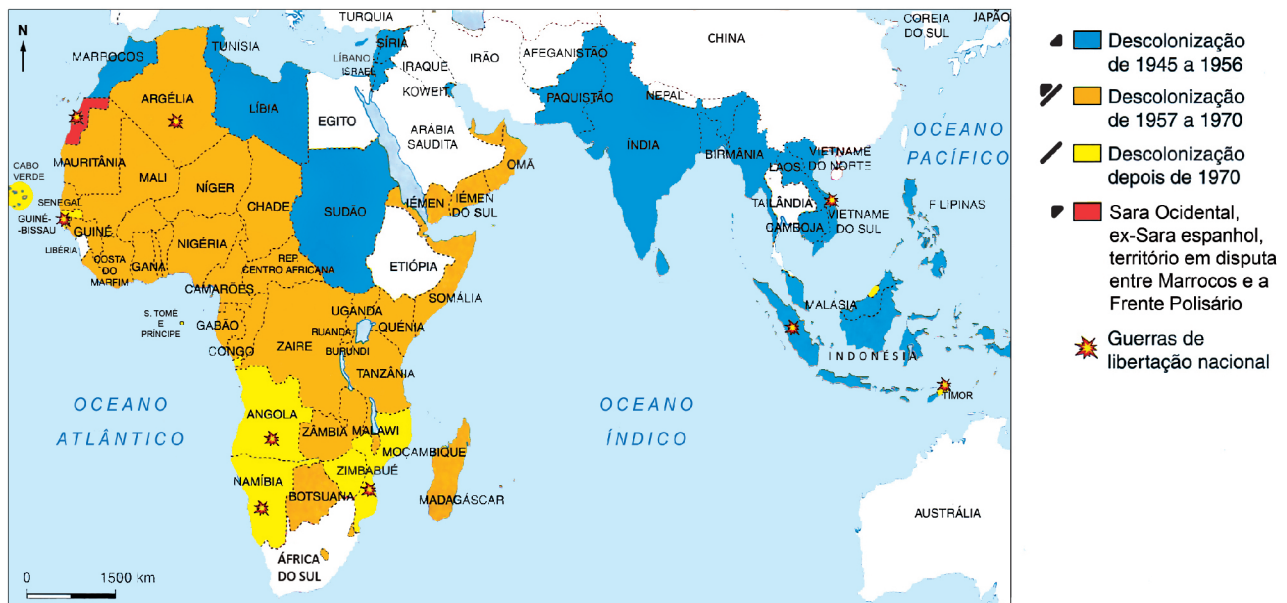 TURQUIA
COREIA
DO SUL
JAPÃO
N
TUNISIA
MARROCOS
SÍRIA
LÍBANO
ISRAEL
IRAQUE
IRÃO
AFEGANISTÃO
CHINA
KOWEIT
ARGÉLIA
LÍBIA
EGITO
PAQUISTÃO
NEPAL
ARÁBIA
SAUDITA
OCEANO
PACÍFICO
ÍNDIA
BIRMÂNIA
VIETNAME
DO NORTE
LAOS
OMÃ
MAURITÂNIA
CABO
VERDE
MALI
NÍGER
CHADE
SUDÃO
IÉMEN
IÉMEN
DO SUL
TAILÂNDIA
VIETNAME
DO SUL
CAMBOJA
FILIPINAS
SENEGAL
GUINÉ-
-BISSAU
GUINÉ
LIBÉRIA
COSTA
DO
MARFIM
GANA
NIGÉRIA
REP.
CENTRO AFRICANA
ETIÓPIA
CAMARÕES
SOMÁLIA
MALASIA
S. TOMÉ
E
PRÍNCIPE
GABÃO
CONGO
UGANDA
QUÉNIA
RUANDA
BURUNDI
ZAIRE
TANZÂNIA
INDONÉSIA
TIMOR
OCEANO
ATLÂNTICO
OCEANO
ÍNDICO
ANGOLA
ZÂMBIA
MALAWI
MOÇAMBIQUE
NAMÍBIA
ZIMBABUÉ
BOTSUANA
MADAGÁSCAR
AUSTRÁLIA
ÁFRICA
DO SUL
0 1500 km
Descolonização
de 1945 a 1956
Descolonização
de 1957 a 1970
Descolonização
depois de 1970
Sara Ocidental,
ex-Sara espanhol,
território em disputa
entre Marrocos e a
Frente Polisário
Guerras de
libertação nacional